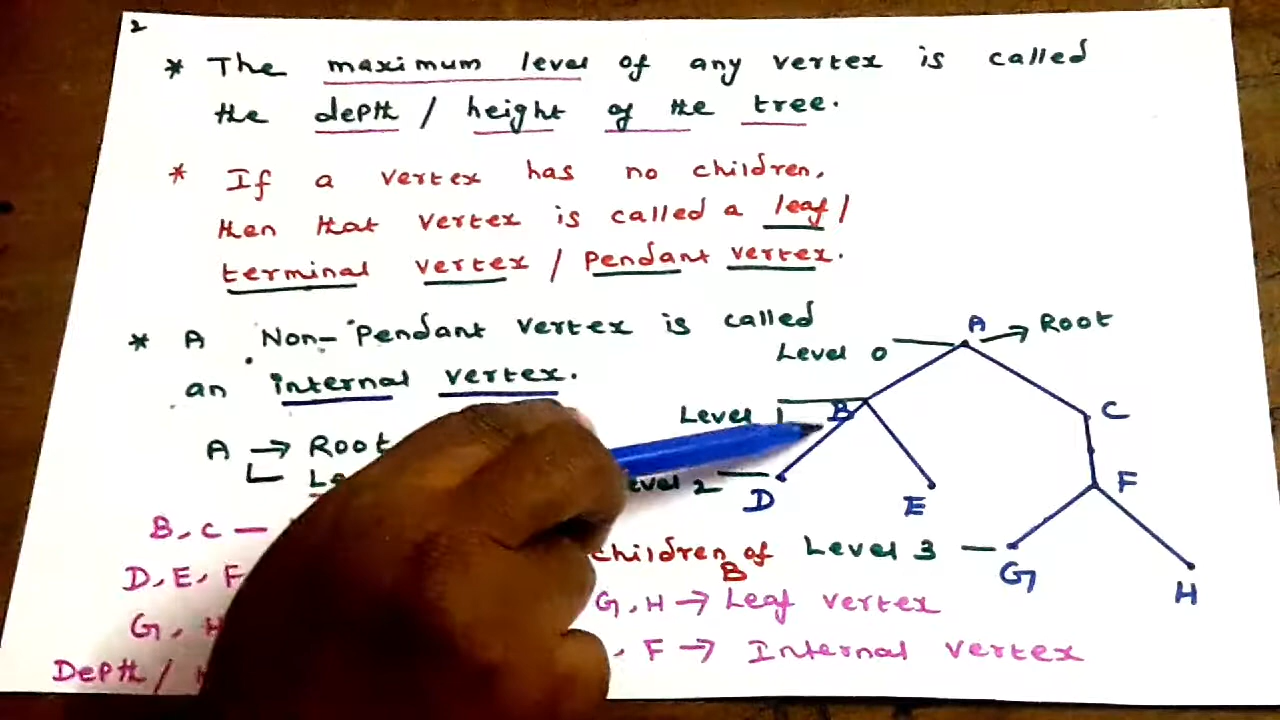 2
* The maximum level of any vertex is called
the depth / height of the tree.
* If a vertex has no children,
then that vertex is called a leaf /
terminal vertex / Pendant vertex.
* A Non-Pendant vertex is called
an internal vertex.
A → Root
Level 0
A → Root
B
C
Level 1
Level 2
D
E
F
B, C -
D, E, F
children of
B
Level 3
G
H
G,
G, H → Leaf vertex
, F → Internal vertex
Depth /